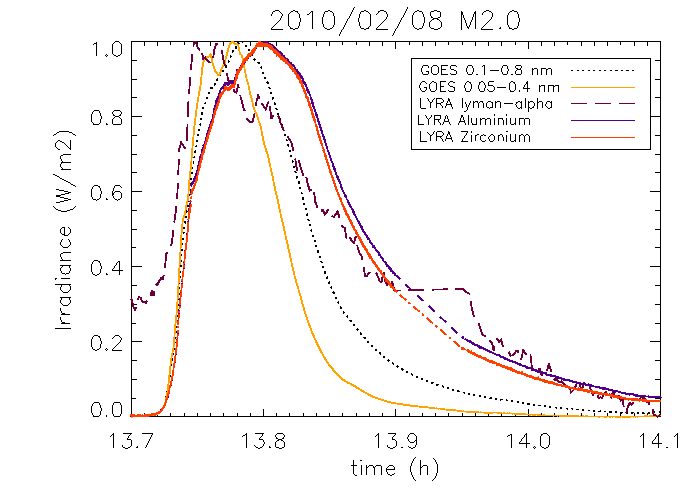 2010/02/08 M2.0
GOES 0.1-0.8 nm
GOES 0 05-0.4 nm
LYRA lyman-alpha
LYRA Aluminium
LYRA Zirconium
Irradiance (W/m2)
1.0
0.8
0.6
0.4
0.2
0.0
13.7 13.8 13.9 14.0 14.1
time (h)